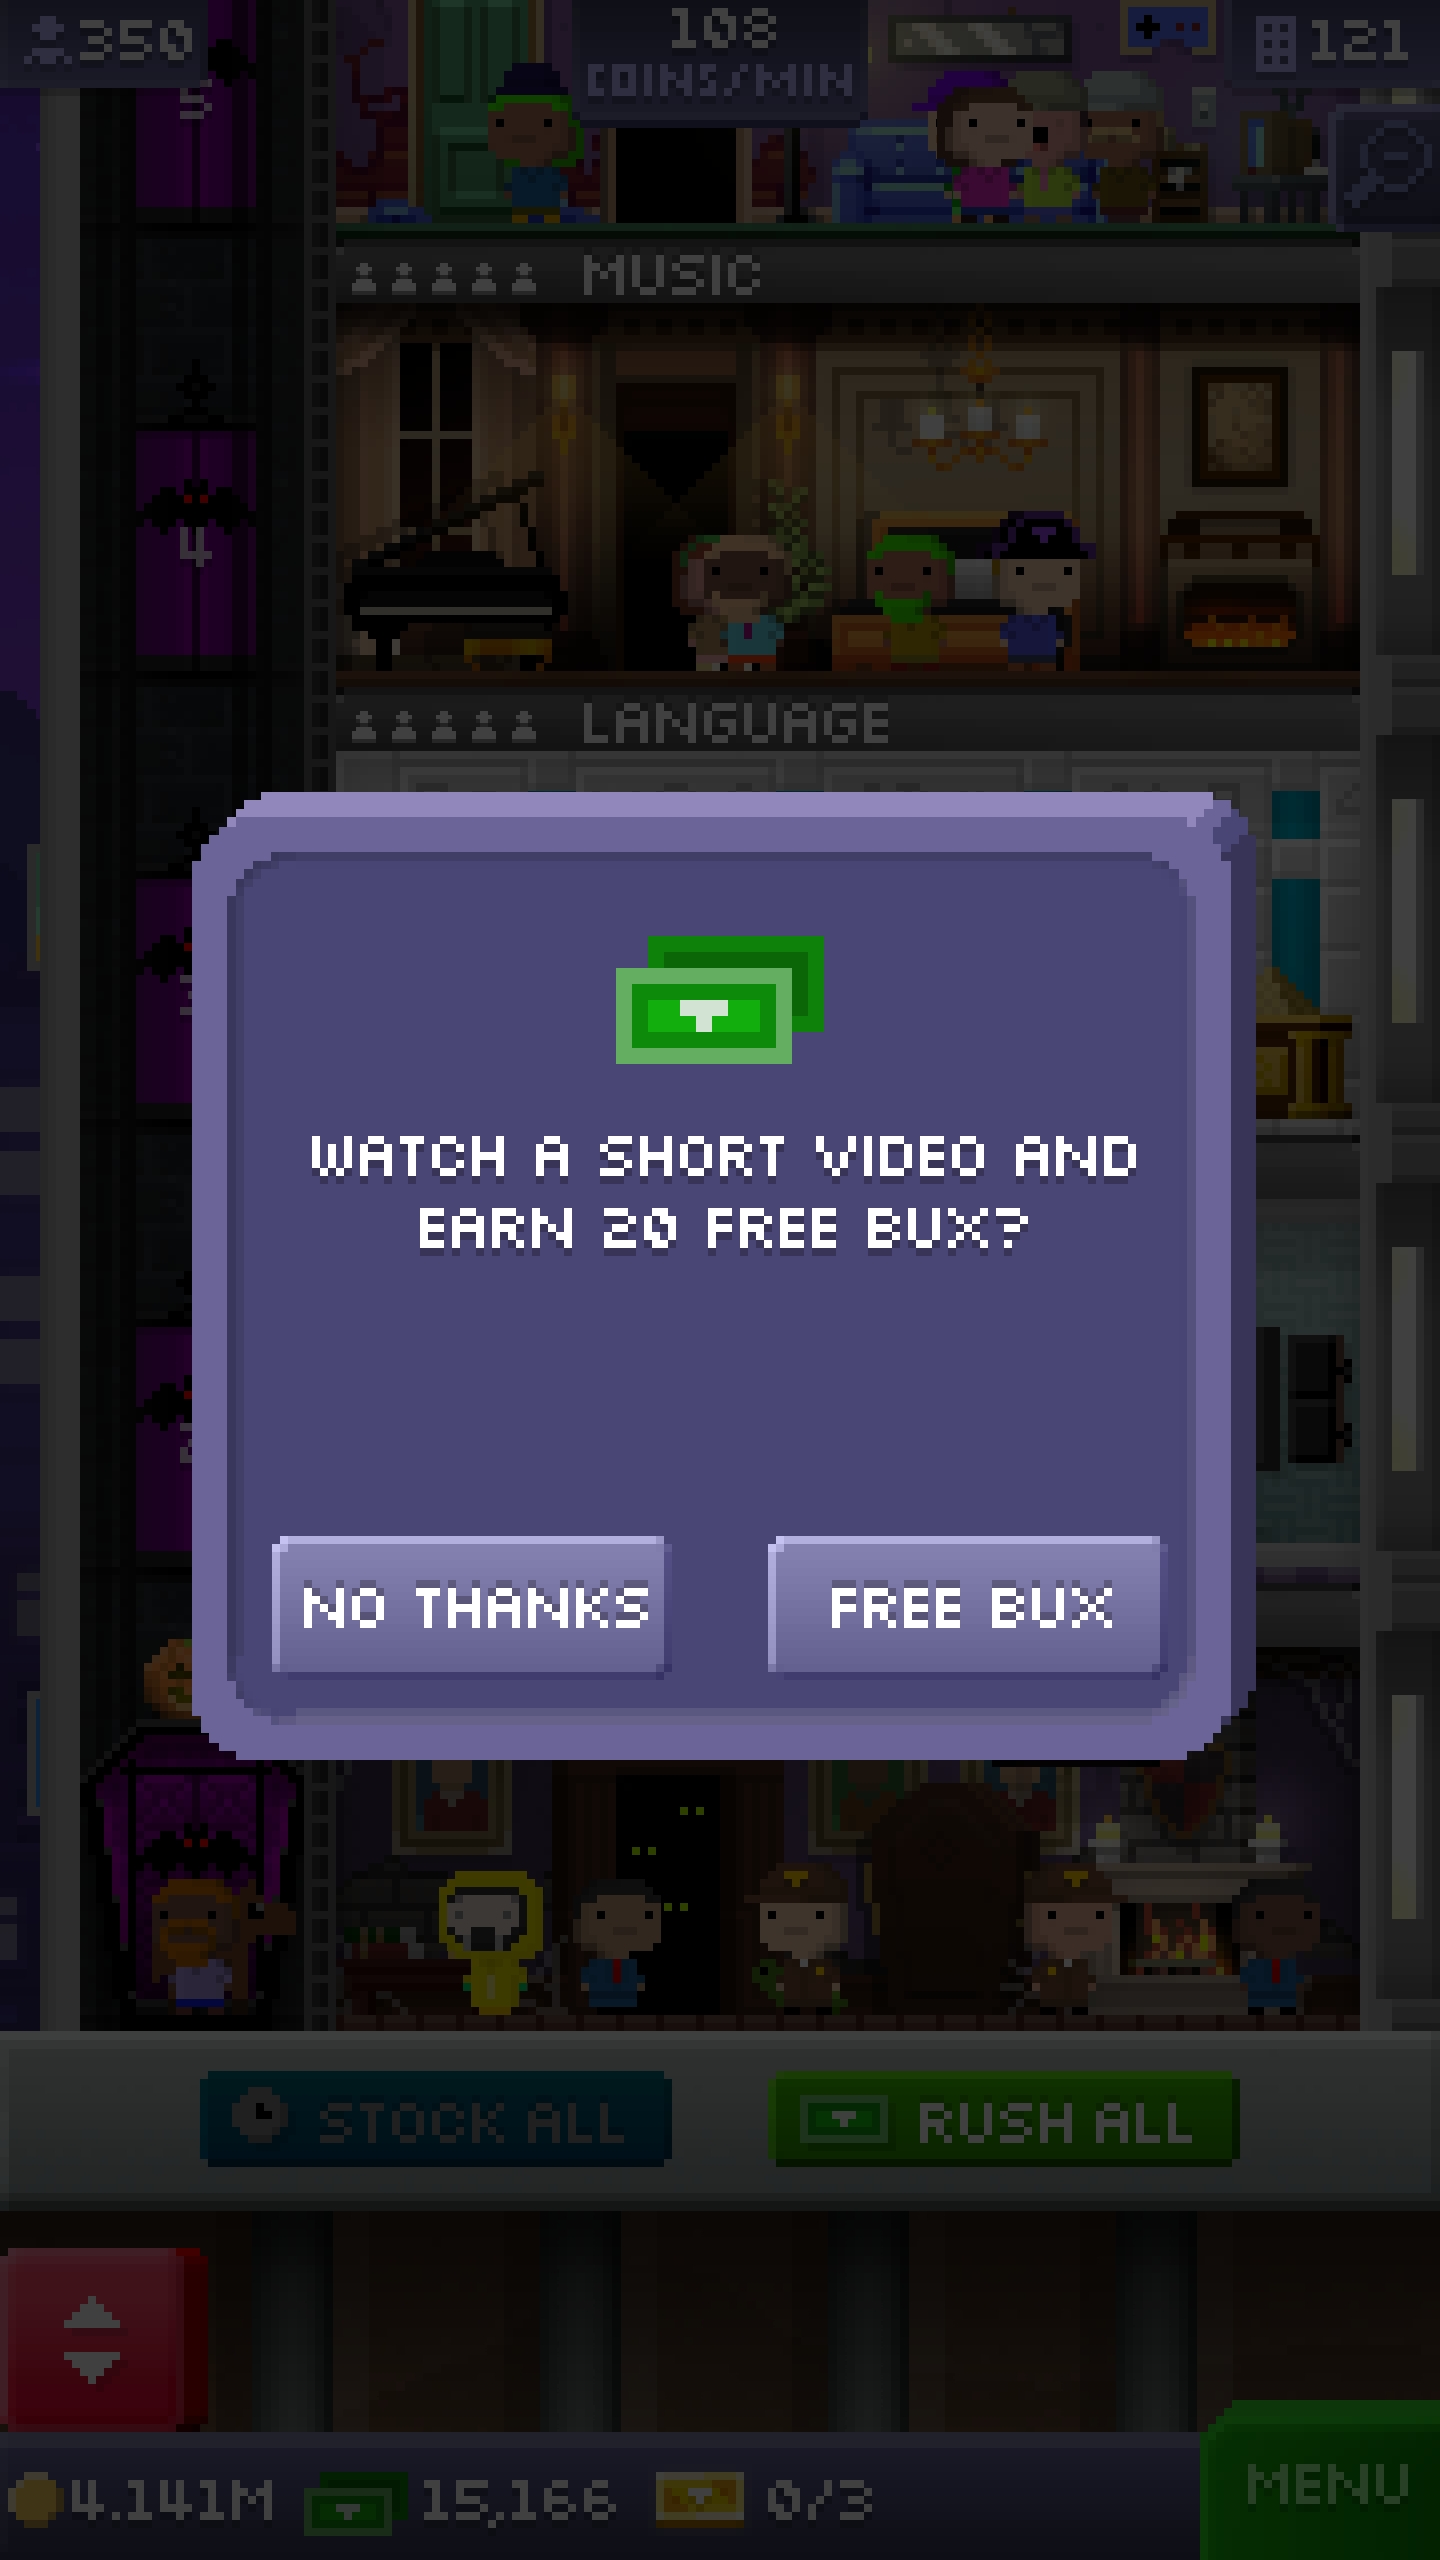 350
108
COINS/MIN
121
5
MUSIC
4
LANGUAGE
WATCH A SHORT VIDEO AND
EARN 20 FREE BUX?
NO THANKS
FREE BUX
STOCK ALL
RUSH ALL
4.141M
15,166
0/3
MENU